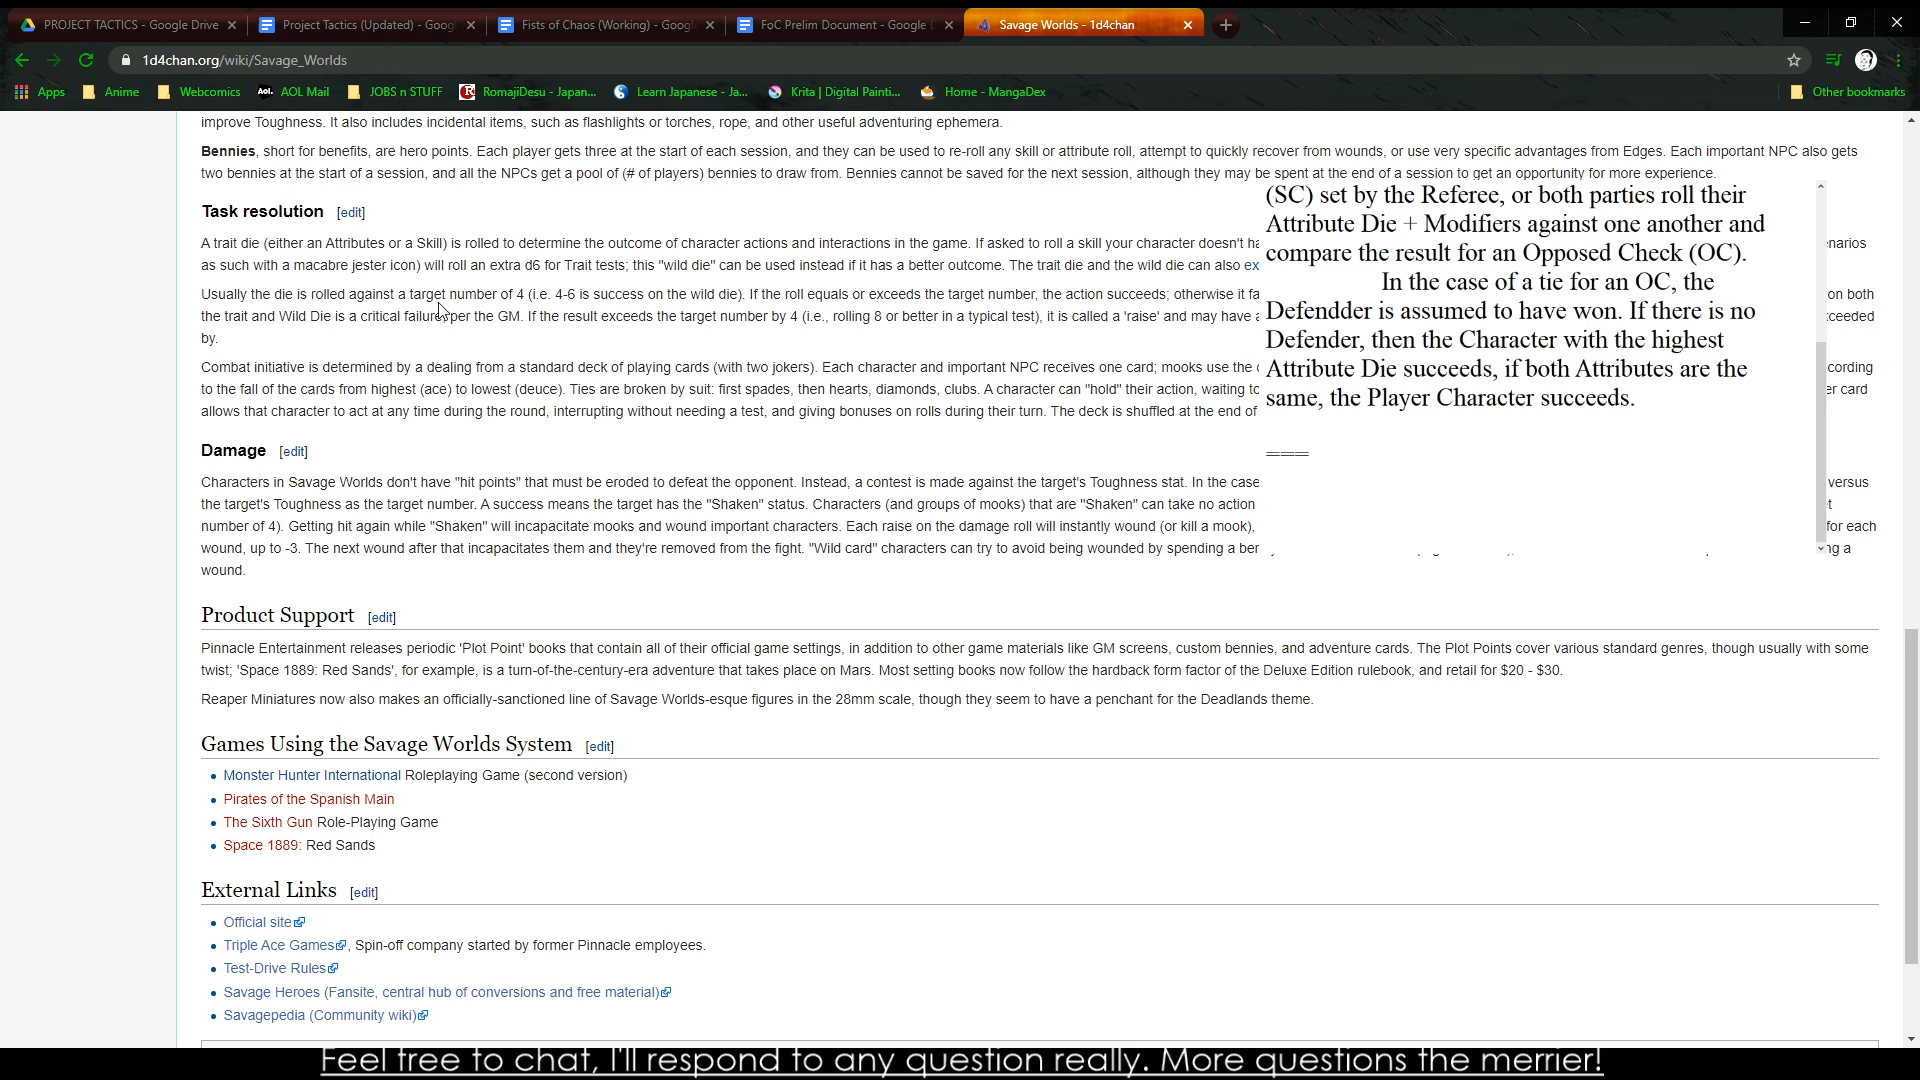 PROJECT TACTICS - Google Drive
Project Tactics (Updated) - Goog
Fists of Chaos (Working) - Googl
FoC Prelim Document - Google D
Savage Worlds - 1d4chan
1d4chan.org/wiki/Savage_Worlds
Apps
Anime
Webcomics
Aol.
AOL Mail
JOBS n STUFF
RomajiDesu - Japan...
Learn Japanese - Ja...
Krita | Digital Painti...
Home - MangaDex
Other bookmarks
improve Toughness. It also includes incidental items, such as flashlights or torches, rope, and other useful adventuring ephemera.
Bennies, short for benefits, are hero points. Each player gets three at the start of each session, and they can be used to re-roll any skill or attribute roll, attempt to quickly recover from wounds, or use very specific advantages from Edges. Each important NPC also gets
two bennies at the start of a session, and all the NPCs get a pool of (# of players) bennies to draw from. Bennies cannot be saved for the next session, although they may be spent at the end of a session to get an opportunity for more experience.
Task resolution [edit]
A trait die (either an Attributes or a Skill) is rolled to determine the outcome of character actions and interactions in the game. If asked to roll a skill your character doesn't ha
as such with a macabre jester icon) will roll an extra d6 for Trait tests; this "wild die" can be used instead if it has a better outcome. The trait die and the wild die can also ex
Usually the die is rolled against a target number of 4 (i.e. 4-6 is success on the wild die). If the roll equals or exceeds the target number, the action succeeds; otherwise it fa
on both
the trait and Wild Die is a critical failure per the GM. If the result exceeds the target number by 4 (i.e., rolling 8 or better in a typical test), it is called a 'raise' and may have a
by.
Combat initiative is determined by a dealing from a standard deck of playing cards (with two jokers). Each character and important NPC receives one card; mooks use the
to the fall of the cards from highest (ace) to lowest (deuce). Ties are broken by suit: first spades, then hearts, diamonds, clubs. A character can "hold" their action, waiting to
card
allows that character to act at any time during the round, interrupting without needing a test, and giving bonuses on rolls during their turn. The deck is shuffled at the end of
(SC) set by the Referee, or both parties roll their
Attribute Die + Modifiers against one another and
compare the result for an Opposed Check (OC).
In the case of a tie for an OC, the
Defendder is assumed to have won. If there is no
Defender, then the Character with the highest
Attribute Die succeeds, if both Attributes are the
same, the Player Character succeeds.
===
Damage [edit]
Characters in Savage Worlds don't have "hit points" that must be eroded to defeat the opponent. Instead, a contest is made against the target's Toughness stat. In the case
versus
the target's Toughness as the target number. A success means the target has the "Shaken" status. Characters (and groups of mooks) that are "Shaken" can take no action
number of 4). Getting hit again while "Shaken" will incapacitate mooks and wound important characters. Each raise on the damage roll will instantly wound (or kill a mook),
for each
wound, up to -3. The next wound after that incapacitates them and they're removed from the fight. "Wild card" characters can try to avoid being wounded by spending a ben
wound.
Product Support [edit]
Pinnacle Entertainment releases periodic 'Plot Point' books that contain all of their official game settings, in addition to other game materials like GM screens, custom bennies, and adventure cards. The Plot Points cover various standard genres, though usually with some
twist; 'Space 1889: Red Sands', for example, is a turn-of-the-century-era adventure that takes place on Mars. Most setting books now follow the hardback form factor of the Deluxe Edition rulebook, and retail for $20 - $30.
Reaper Miniatures now also makes an officially-sanctioned line of Savage Worlds-esque figures in the 28mm scale, though they seem to have a penchant for the Deadlands theme.
Games Using the Savage Worlds System [edit]
Monster Hunter International Roleplaying Game (second version)
Pirates of the Spanish Main
The Sixth Gun Role-Playing Game
Space 1889: Red Sands
External Links [edit]
Official site
Triple Ace Games, Spin-off company started by former Pinnacle employees.
Test-Drive Rules
Savage Heroes (Fansite, central hub of conversions and free material)
Savagepedia (Community wiki)
Feel free to chat, I'll respond to any question really. More questions the merrier!